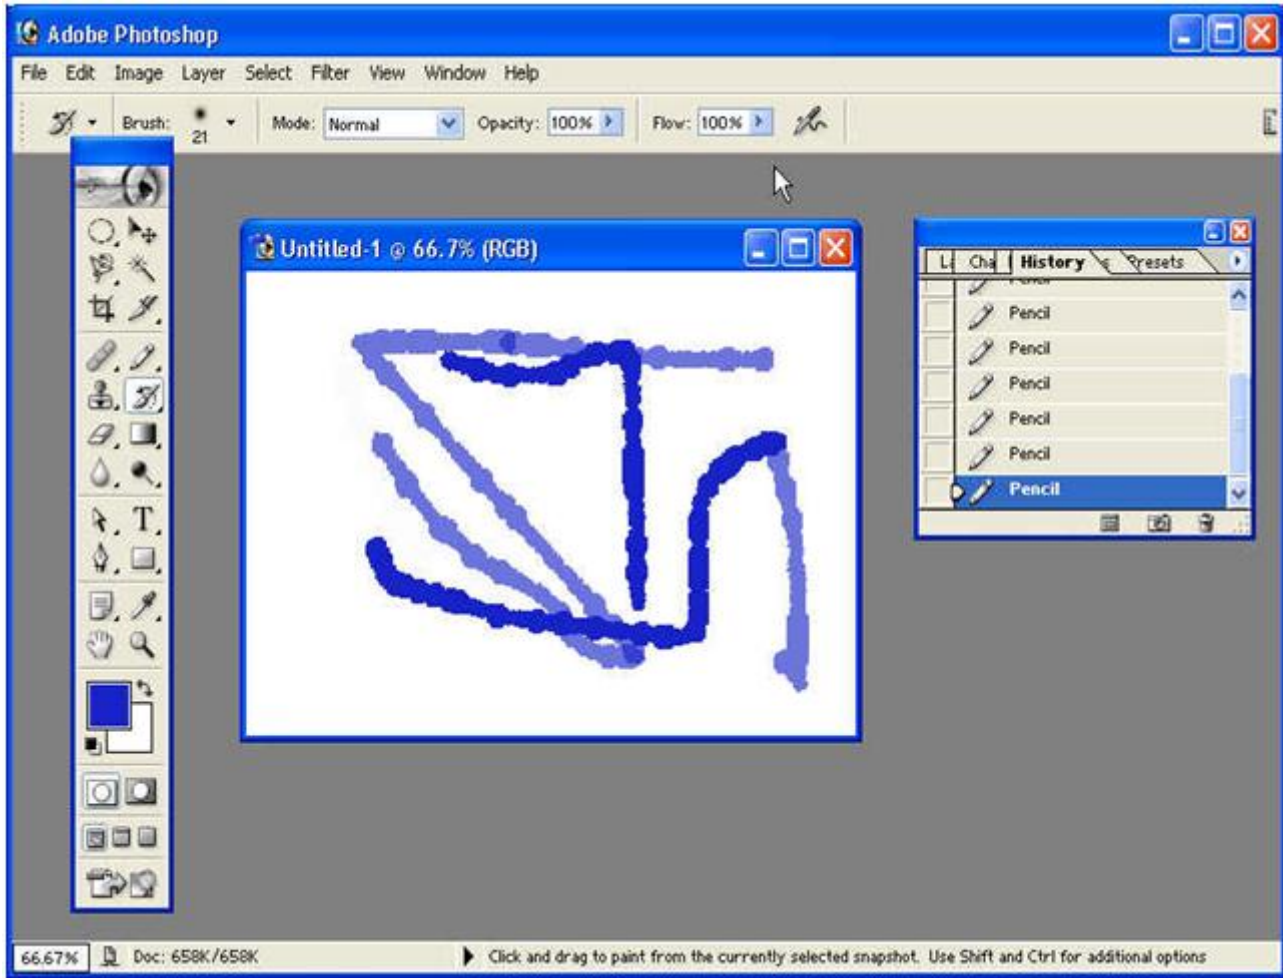 Adobe Photoshop
File Edit Image Layer Select Filter View Window Help
Brush: 21 Mode: Normal Opacity: 100% Flow: 100%
Untitled-1 @ 66.7% (RGB)
Cha History s Presets
Pencil
Pencil
Pencil
Pencil
Pencil
Pencil
T
66.67% Doc: 658K/658K Click and drag to paint from the currently selected snapshot. Use Shift and Ctrl for additional options